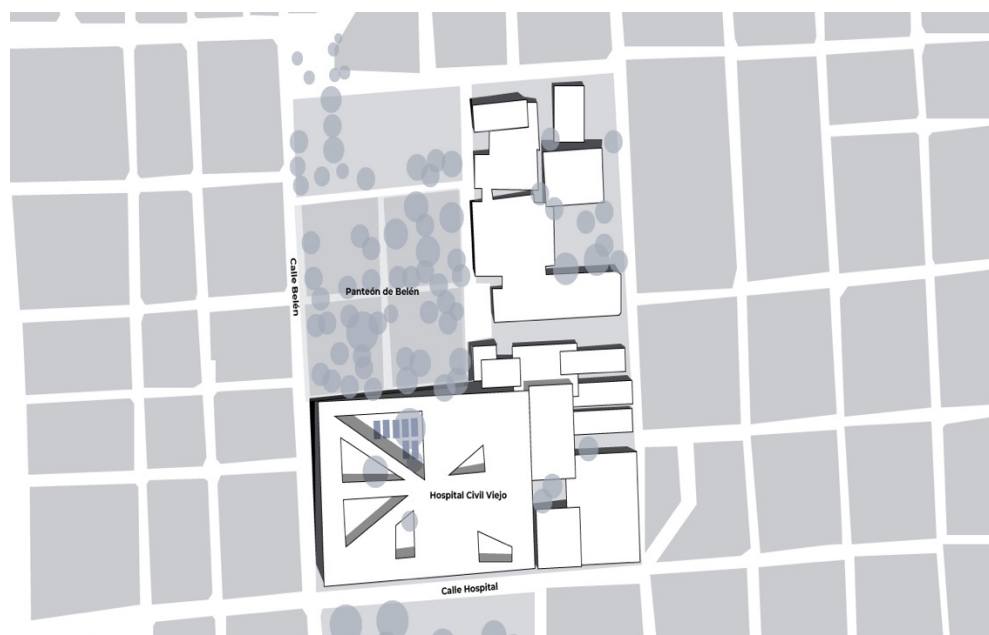 Calle Belén
Panteón de Belén
Hospital Civil Viejo
Calle Hospital